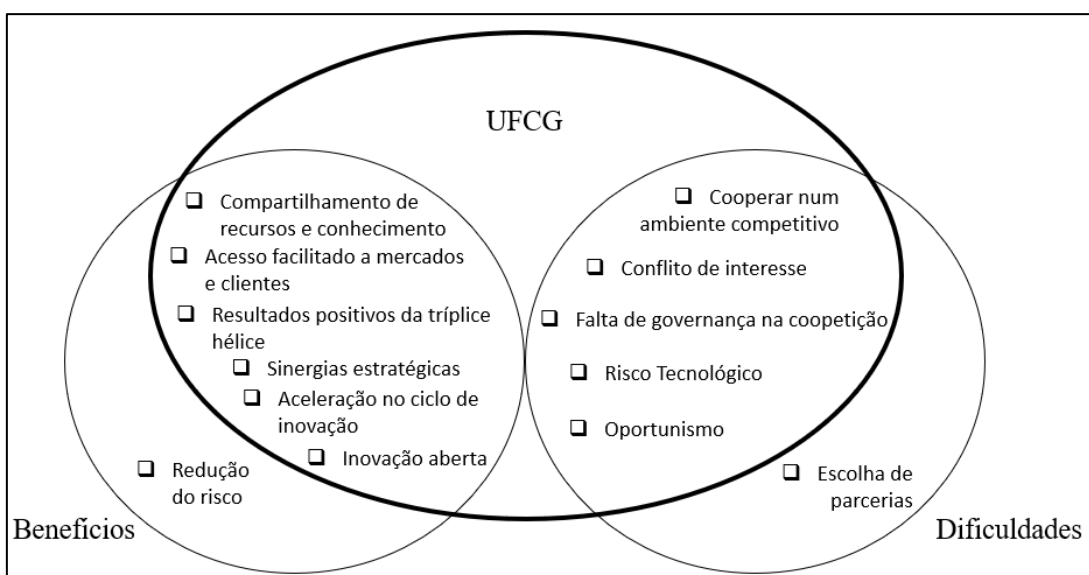 UFCG
❑ Compartilhamento de
recursos e conhecimento
❑ Acesso facilitado a mercados
e clientes
❑ Resultados positivos da tríplice
hélice
❑ Sinergias estratégicas
❑ Aceleração no ciclo de
inovação
❑ Inovação aberta
❑ Redução
do risco
Benefícios
❑ Cooperar num
ambiente competitivo
❑ Conflito de interesse
❑ Falta de governança na coopetição
❑ Risco Tecnológico
❑ Oportunismo
❑ Escolha de
parcerias
Dificuldades